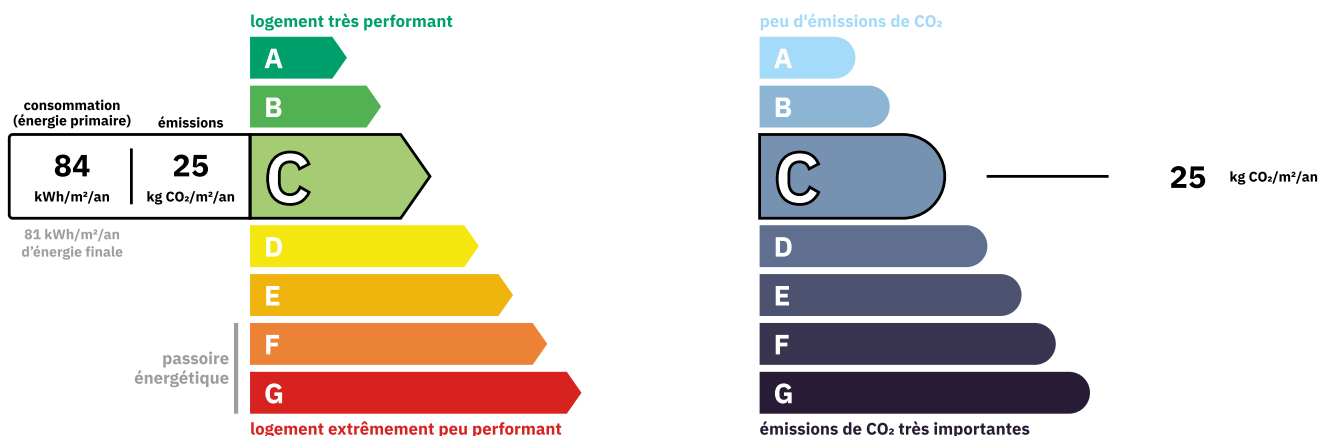 logement très performant
A
B
consommation
(énergie primaire)
émissions
84
kWh/m²/an
25
kg CO₂/m²/an
C
81 kWh/m²/an
d'énergie finale
D
E
F
passoire
énergétique
G
logement extrêmement peu performant
peu d'émissions de CO₂
A
B
C
25 kg CO₂/m²/an
D
E
F
G
émissions de CO₂ très importantes